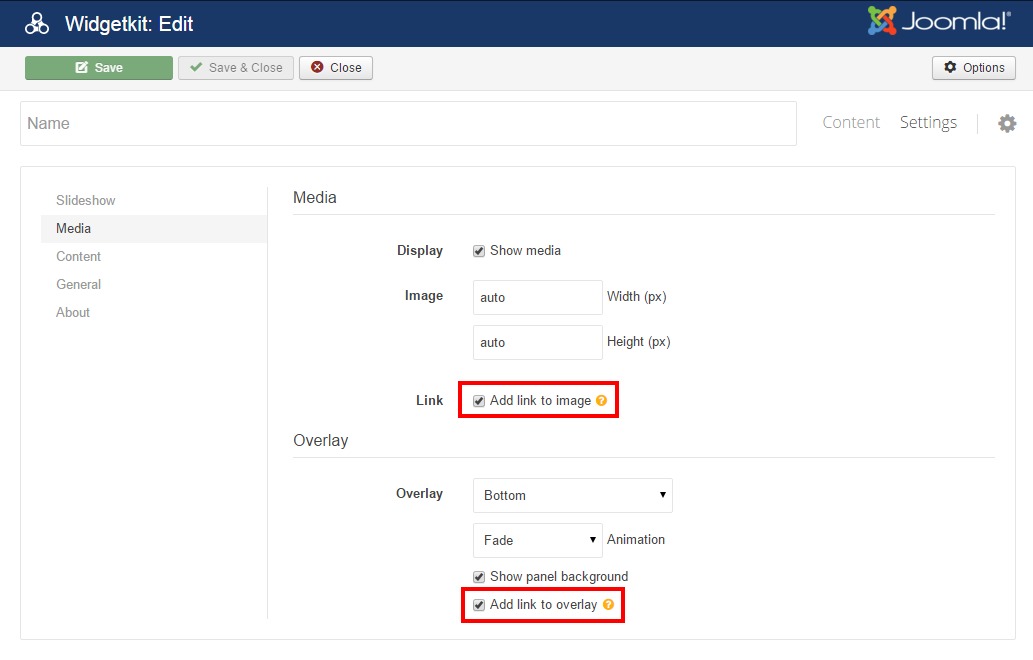 Widgetkit: Edit
Joomla!®
Save
Save & Close
Close
Options
Name
Content
Settings
Slideshow
Media
Content
General
About
Media
Display
Show media
Image
auto
Width (px)
auto
Height (px)
Link
Add link to image ?
Overlay
Overlay
Bottom
Fade
Animation
Show panel background
Add link to overlay ?